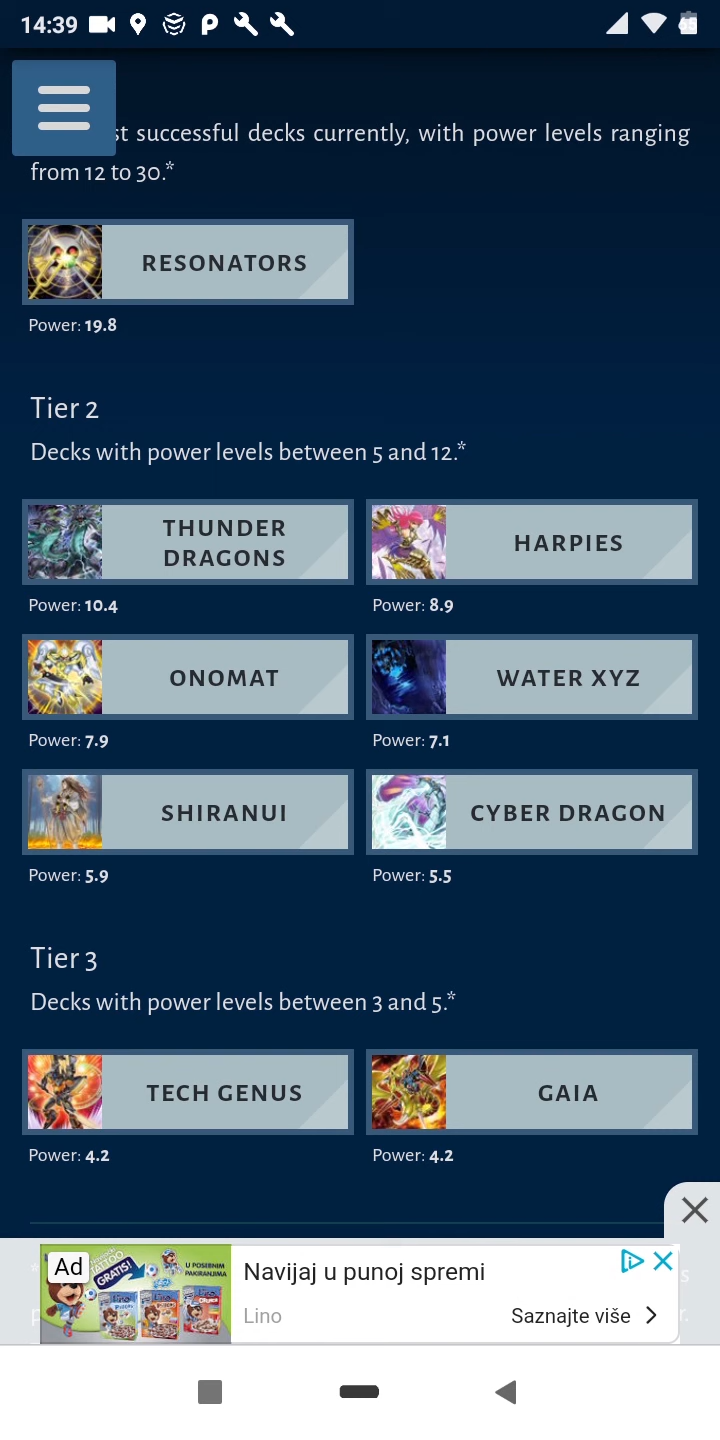 14:39
st successful decks currently, with power levels ranging
from 12 to 30.*
RESONATORS
Power: 19.8
Tier 2
Decks with power levels between 5 and 12.*
THUNDER
DRAGONS
HARPIES
Power: 10.4
Power: 8.9
ONOMAT
WATER XYZ
Power: 7.9
Power: 7.1
SHIRANUI
CYBER DRAGON
Power: 5.9
Power: 5.5
Tier 3
Decks with power levels between 3 and 5.*
TECH GENUS
GAIA
Power: 4.2
Power: 4.2
Ad
TATTOO
GRATIS!
U POSEBNIM
PAKIRANJIMA
Navijaj u punoj spremi
Lino
Saznajte više